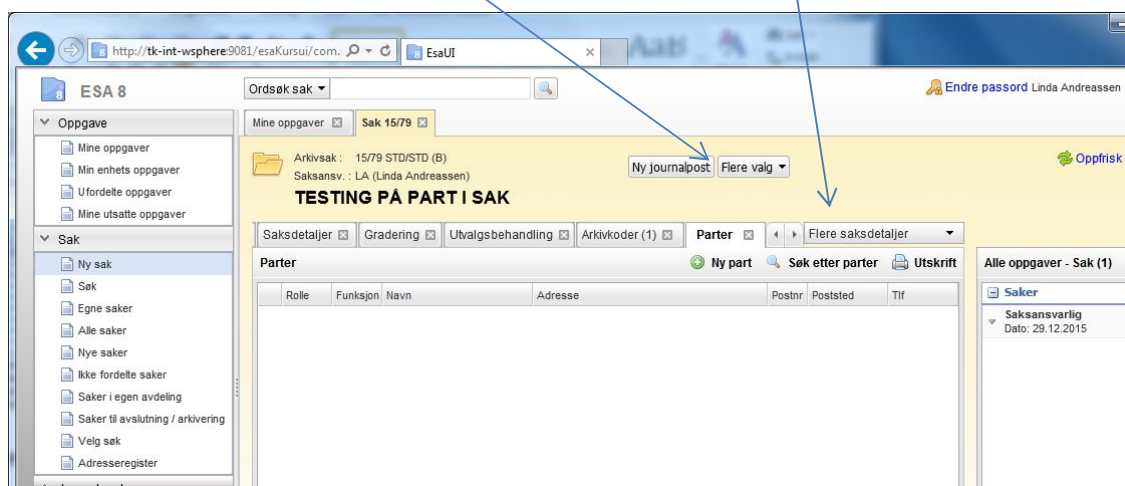 http://tk-int-wsphere:9081/esaKursui/com.
EsaUI
ESA 8
Ordsøk sak
Endre passord Linda Andreassen
Oppgave
Mine oppgaver
Min enhets oppgaver
Ufordelte oppgaver
Mine utsatte oppgaver
Sak
Ny sak
Søk
Egne saker
Alle saker
Nye saker
Ikke fordelte saker
Saker i egen avdeling
Saker til avslutning / arkivering
Velg søk
Adresseregister
Mine oppgaver
Sak 15/79
Arkivsak : 15/79 STD/STD (B)
Saksansv. : LA (Linda Andreassen)
TESTING PÅ PART I SAK
Ny journalpost
Flere valg
Oppfrisk
Saksdetaljer
Gradering
Utvalgsbehandling
Arkivkoder (1)
Parter
Flere saksdetaljer
Parter
Ny part
Søk etter parter
Utskrift
Rolle Funksjon Navn Adresse Postnr Poststed Tlf
Alle oppgaver - Sak (1)
Saker
Saksansvarlig
Dato: 29.12.2015